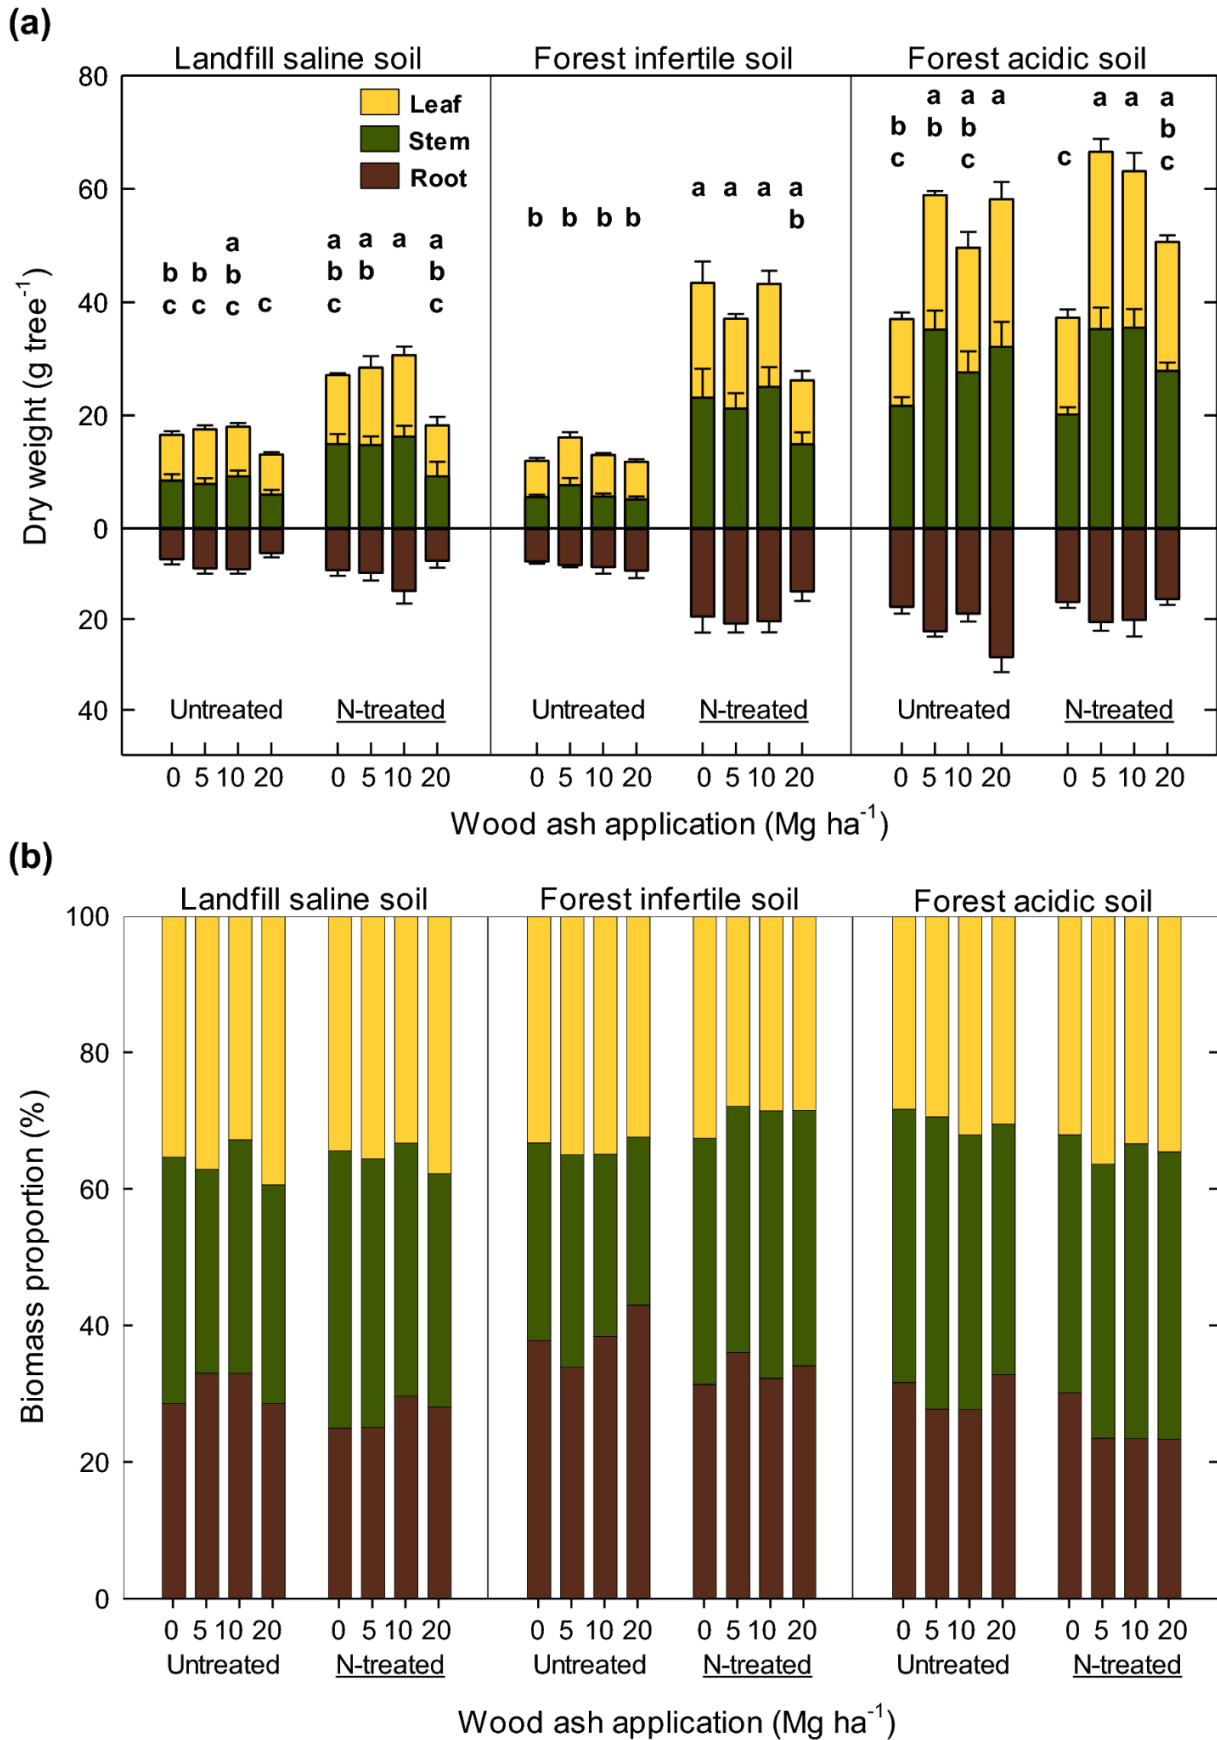 (a)
Landfill saline soil Forest infertile soil Forest acidic soil
80
60
40
20
0
20
40
Dry weight (g tree⁻¹)
Leaf
Stem
Root
b b a a a a a
c c b c b b a b
c c c
b b b b a a a a
b
b a a a c a a a
c b b b
c c
Untreated N-treated Untreated N-treated Untreated N-treated
0 5 10 20 0 5 10 20 0 5 10 20 0 5 10 20 0 5 10 20 0 5 10 20
Wood ash application (Mg ha⁻¹)
(b)
Landfill saline soil Forest infertile soil Forest acidic soil
100
80
60
40
20
0
Biomass proportion (%)
0 5 10 20 0 5 10 20 0 5 10 20 0 5 10 20 0 5 10 20 0 5 10 20
Untreated N-treated Untreated N-treated Untreated N-treated
Wood ash application (Mg ha⁻¹)